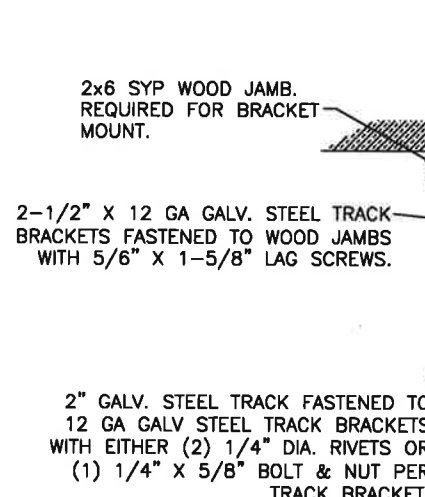 2x6 SYP WOOD JAMB.
REQUIRED FOR BRACKET
MOUNT.
2-1/2" X 12 GA GALV. STEEL TRACK
BRACKETS FASTENED TO WOOD JAMBS
WITH 5/6" X 1-5/8" LAG SCREWS.
2" GALV. STEEL TRACK FASTENED TO
12 GA GALV STEEL TRACK BRACKETS
WITH EITHER (2) 1/4" DIA. RIVETS OR
(1) 1/4" X 5/8" BOLT & NUT PER
TRACK BRACKET